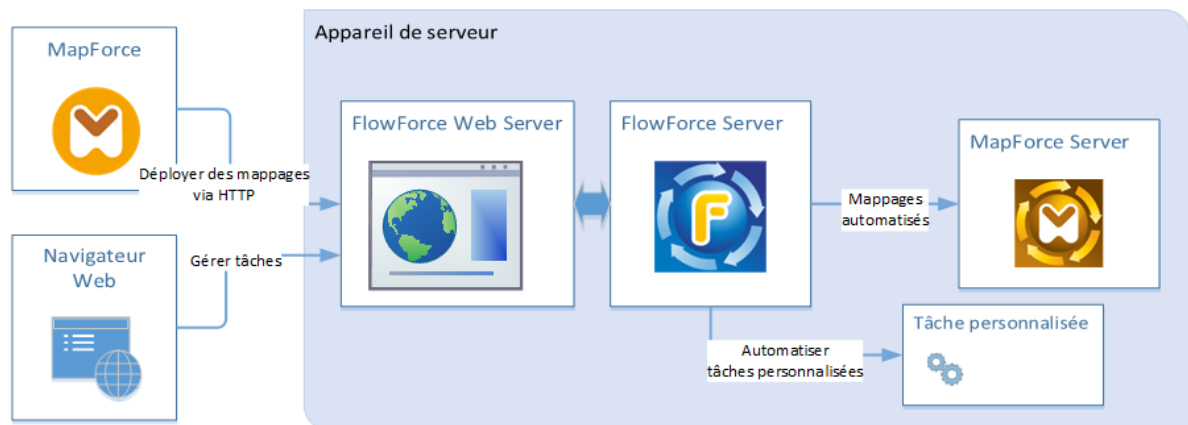 Appareil de serveur
MapForce
Déployer des mappages
via HTTP
Navigateur
Web
Gérer tâches
FlowForce Web Server
FlowForce Server
F
Mappages
automatisés
MapForce Server
Automatiser
tâches personnalisées
Tâche personnalisée